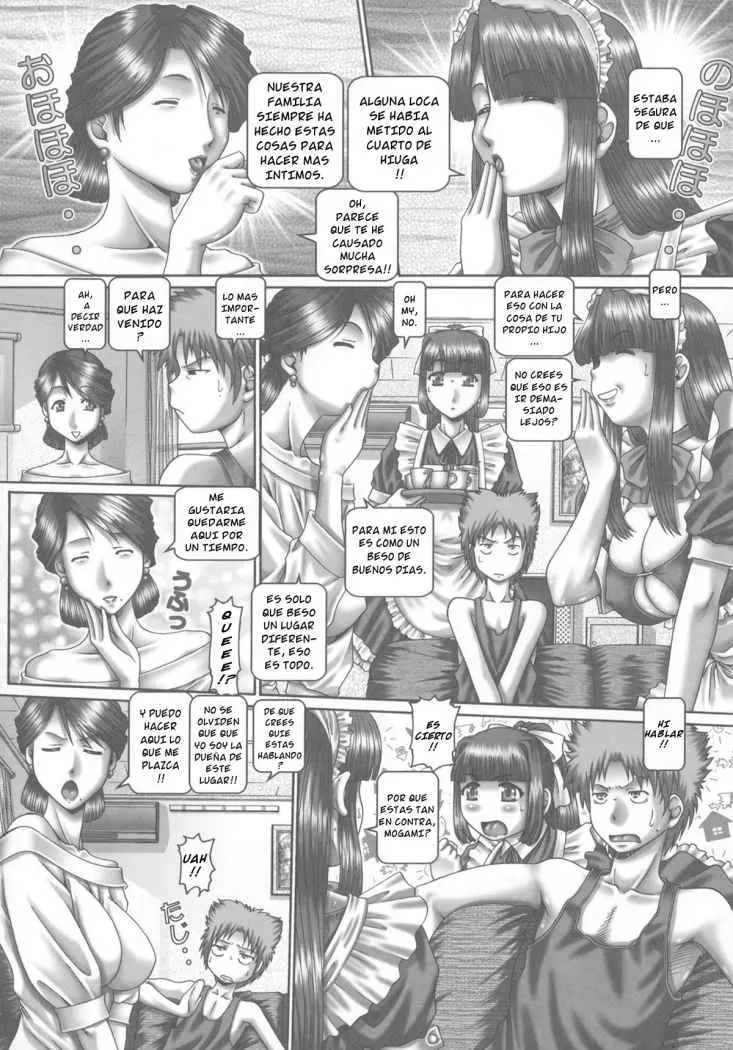 ESTABA
SEGURA
DE QUE
...
ALGUNA LOCA
SE HABIA
METIDO AL
CUARTO DE
HIUGA
!!
のほほほ・・
OH,
PARECE
QUE TE HE
CAUSADO
MUCHA
SORPRESA!!
NUESTRA
FAMILIA
SIEMPRE HA
HECHO ESTAS
COSAS PARA
HACER MAS
INTIMOS.
おほほほ・・
PERO
...
PARA HACER
ESO CON LA
COSA DE TU
PROPIO HIJO
...
NO CREES
QUE ESO ES
IR DEMA-
SIADO
LEJOS?
OH
MY,
NO.
PARA MI ESTO
ES COMO UN
BESO DE
BUENOS DIAS.
ES SOLO
QUE BESO
UN LUGAR
DIFEREN-
TE, ESO
ES TODO.
LO MAS
IMPOR-
TANTE
...
PARA
QUE HAZ
VENIDO
?
AH,
A
DECIR
VERDAD
...
ME
GUSTARIA
QUEDARME
AQUI POR
UN TIEMPO.
QUEEE!?
HI
HABLAR
!!
ES
CIERTO
!!
POR QUE
ESTAS TAN
EN CONTRA,
MOGAMI?
DE QUE
CREES
QUIE
ESTAS
HABLANDO
?
NO SE
OLVIDEN
QUE QUE
YO SOY LA
DUEÑA DE
ESTE
LUGAR!!
Y PUEDO
HACER
AQUI LO
QUE ME
PLAZCA
!!
UAH
!!
たじ・・